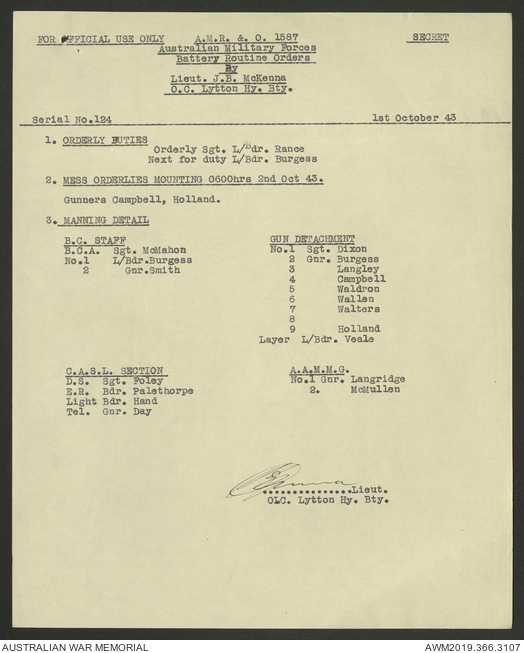 FOR OFFICIAL USE ONLY A.M.R. &. O. 1587 SECRET
Australian Military Forces
Battery Routine Orders
By
Lieut. J.B. McKenna
O.C. Lytton Hy. Bty.
Serial No.124 1st October 43
1. ORDERLY DUTIES
Orderly Sgt. L/Bdr. Rance
Next for duty L/Bdr. Burgess
2. MESS ORDERLIES MOUNTING 0600hrs 2nd Oct 43.
Gunners Campbell, Holland.
3. MANNING DETAIL
B.C. STAFF
B.C.A. Sgt. McMahon
No.1 L/Bdr.Burgess
2 Gnr.Smith
GUN DETACHMENT
No.1 Sgt. Dixon
2 Gnr. Burgess
3 Langley
4 Campbell
5 Waldron
6 Wallen
7 Walters
8
9 Holland
Layer L/Bdr. Veale
C.A.S.L. SECTION
D.S. Sgt. Foley
E.R. Bdr. Palethorpe
Light Bdr. Hand
Tel. Gnr. Day
A.A.M.M.G.
No.1 Gnr. Langridge
2. McMullen
...............Lieut.
OLC. Lytton Hy. Bty.
AUSTRALIAN WAR MEMORIAL AWM2019.366.3107